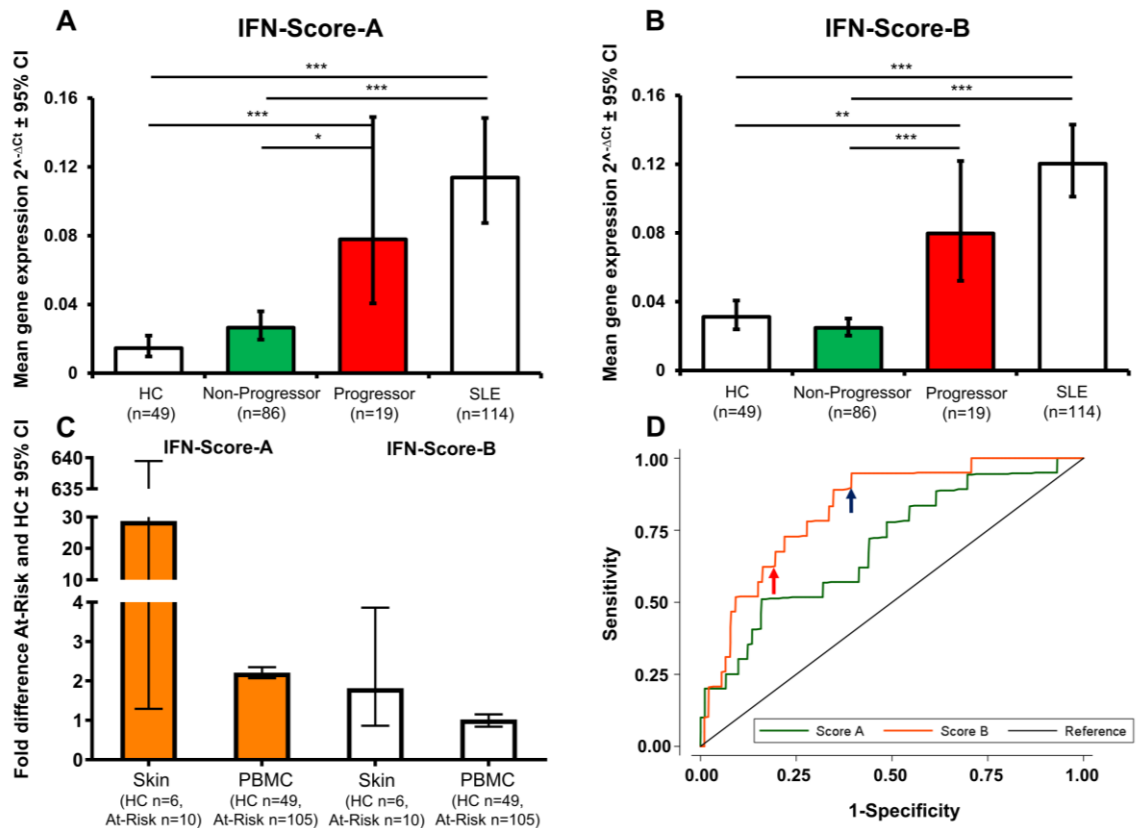 A
IFN-Score-A
Mean gene expression 2^-ΔCt ± 95% CI
***
***
***
*
0.16
0.12
0.08
0.04
0
HC
(n=49)
Non-Progressor
(n=86)
Progressor
(n=19)
SLE
(n=114)
B
IFN-Score-B
Mean gene expression 2^-ΔCt ± 95% CI
***
***
**
***
0.16
0.12
0.08
0.04
0
HC
(n=49)
Non-Progressor
(n=86)
Progressor
(n=19)
SLE
(n=114)
C
IFN-Score-A
IFN-Score-B
Fold difference At-Risk and HC ± 95% CI
640
635
30
20
10
4
3
2
1
0
Skin
(HC n=6,
At-Risk n=10)
PBMC
(HC n=49,
At-Risk n=105)
Skin
(HC n=6,
At-Risk n=10)
PBMC
(HC n=49,
At-Risk n=105)
D
Sensitivity
1.00
0.75
0.50
0.25
0.00
Score A
Score B
Reference
0.00
0.25
0.50
0.75
1.00
1-Specificity